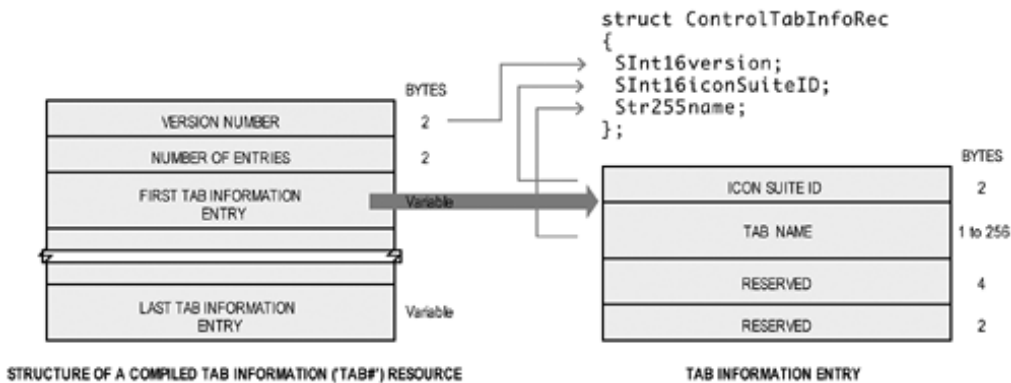 struct ControlTabInfoRec
{
SInt16version;
SInt16iconSuiteID;
Str255name;
};
BYTES
VERSION NUMBER 2
NUMBER OF ENTRIES 2
FIRST TAB INFORMATION
ENTRY
Variable
LAST TAB INFORMATION
ENTRY
Variable
STRUCTURE OF A COMPILED TAB INFORMATION ('TAB#') RESOURCE
BYTES
ICON SUITE ID 2
TAB NAME 1 to 256
RESERVED 4
RESERVED 2
TAB INFORMATION ENTRY